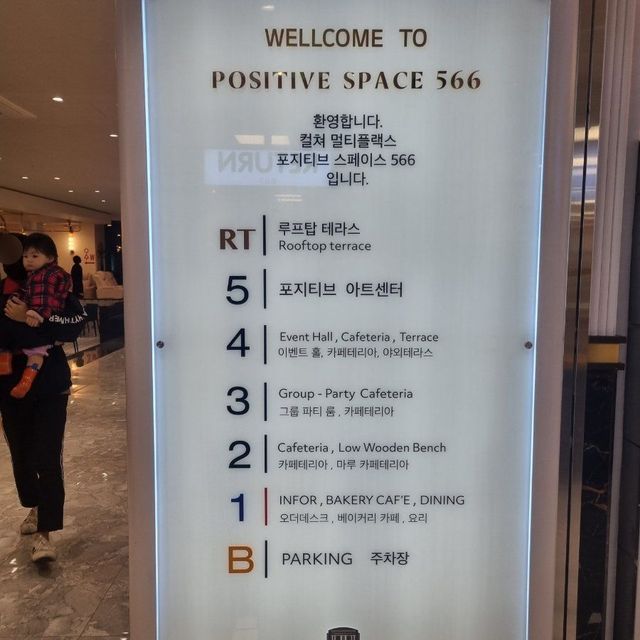 WELLCOME TO
POSITIVE SPACE 566
환영합니다.
컬쳐 멀티플랙스
포지티브 스페이스 566
입니다.
RT 루프탑 테라스
Rooftop terrace
5 포지티브 아트센터
4 Event Hall , Cafeteria , Terrace
이벤트 홀, 카페테리아, 야외테라스
3 Group - Party Cafeteria
그룹 파티 룸 , 카페테리아
2 Cafeteria , Low Wooden Bench
카페테리아 , 마루 카페테리아
1 INFOR , BAKERY CAF'E , DINING
오더데스크 , 베이커리 카페 , 요리
B PARKING 주차장
RETURN